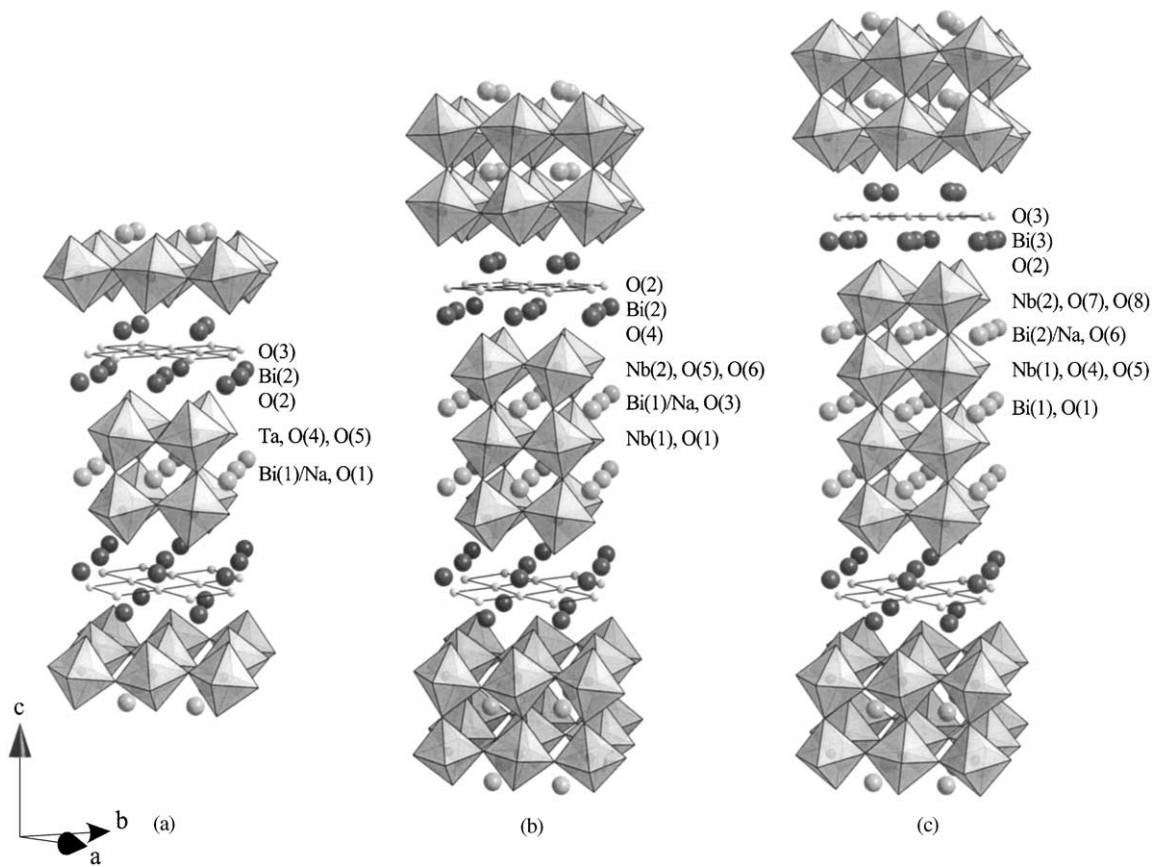 O(3)
Bi(2)
O(2)
Ta, O(4), O(5)
Bi(1)/Na, O(1)
O(2)
Bi(2)
O(4)
Nb(2), O(5), O(6)
Bi(1)/Na, O(3)
Nb(1), O(1)
O(3)
Bi(3)
O(2)
Nb(2), O(7), O(8)
Bi(2)/Na, O(6)
Nb(1), O(4), O(5)
Bi(1), O(1)
c
b
a
(a)
(b)
(c)